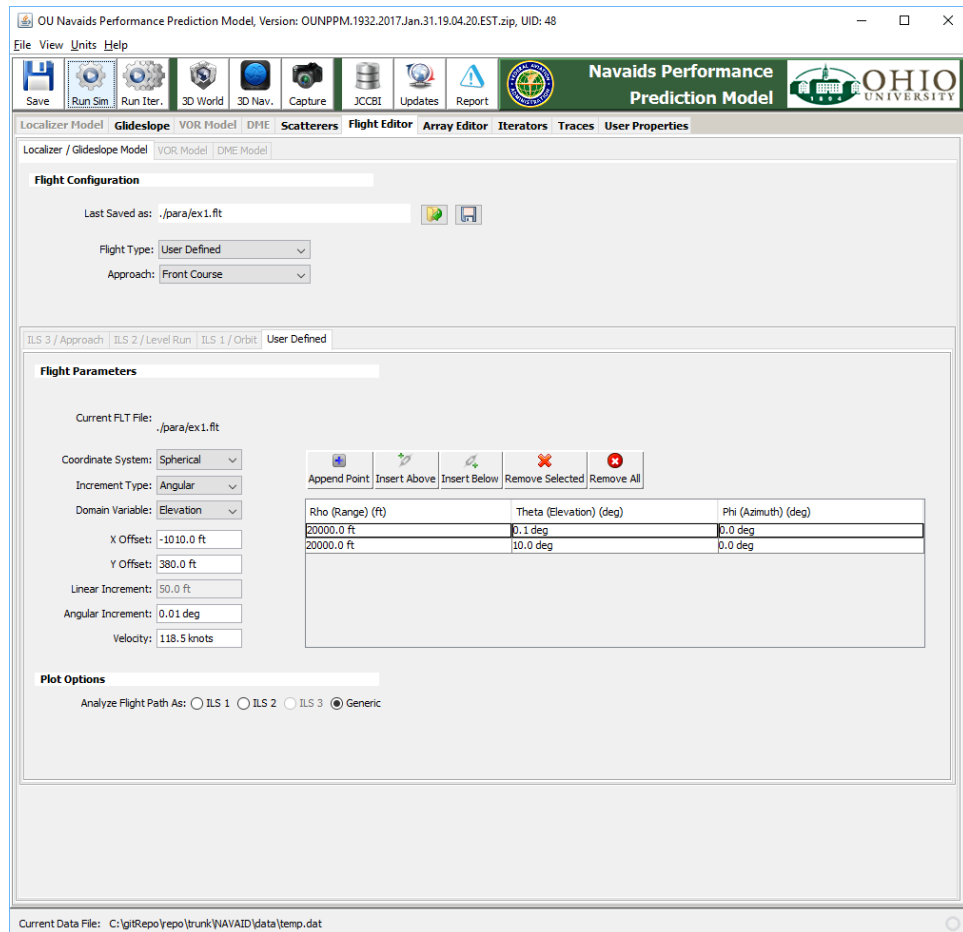 OU Navaids Performance Prediction Model, Version: OUNPPM.1932.2017.Jan.31.19.04.20.EST.zip, UID: 48
File View Units Help
Save Run Sim Run Iter. 3D World 3D Nav. Capture JCCBI Updates Report
Navaids Performance
Prediction Model
OHIO
UNIVERSITY
1804
Localizer Model Glideslope VOR Model DME Scatterers Flight Editor Array Editor Iterators Traces User Properties
Localizer / Glideslope Model VOR Model DME Model
Flight Configuration
Last Saved as: ./para/ex1.flt
Flight Type: User Defined
Approach: Front Course
ILS 3 / Approach ILS 2 / Level Run ILS 1 / Orbit User Defined
Flight Parameters
Current FLT File: ./para/ex1.flt
Coordinate System: Spherical
Increment Type: Angular
Domain Variable: Elevation
X Offset: -1010.0 ft
Y Offset: 380.0 ft
Linear Increment: 50.0 ft
Angular Increment: 0.01 deg
Velocity: 118.5 knots
Append Point Insert Above Insert Below Remove Selected Remove All
Rho (Range) (ft) Theta (Elevation) (deg) Phi (Azimuth) (deg)
20000.0 ft 0.1 deg 0.0 deg
20000.0 ft 10.0 deg 0.0 deg
Plot Options
Analyze Flight Path As: ILS 1 ILS 2 ILS 3 Generic
Current Data File: C:\gitRepo\repo\trunk\NAVAID\data\temp.dat